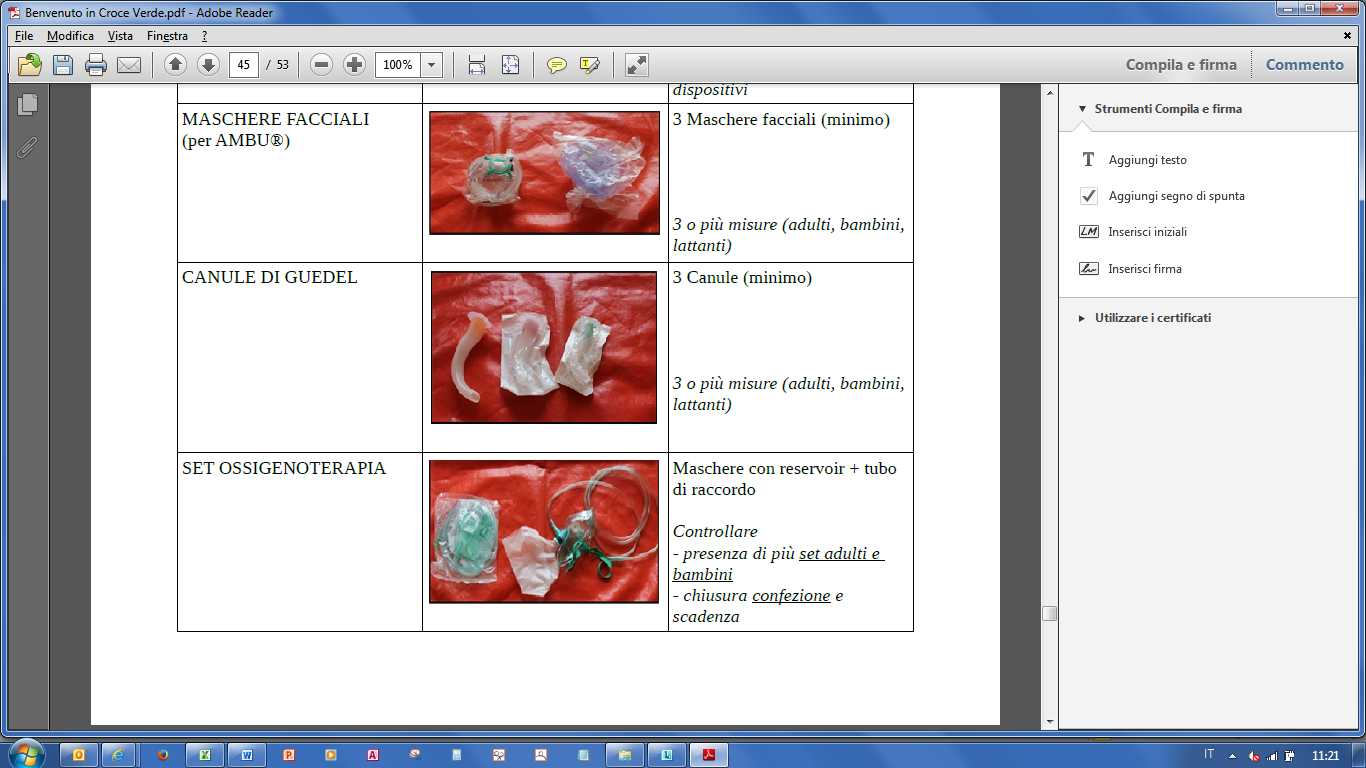 Benvenuto in Croce Verde.pdf - Adobe Reader
File Modifica Vista Finestra ?
45 / 53 100% Compila e firma Commento
dispositivi
MASCHERE FACCIALI
(per AMBU®)
3 Maschere facciali (minimo)
3 o più misure (adulti, bambini,
lattanti)
CANULE DI GUEDEL
3 Canule (minimo)
3 o più misure (adulti, bambini,
lattanti)
SET OSSIGENOTERAPIA
Maschere con reservoir + tubo
di raccordo
Controllare
- presenza di più set adulti e
bambini
- chiusura confezione e
scadenza
Strumenti Compila e firma
T Aggiungi testo
Aggiungi segno di spunta
LM Inserisci iniziali
Inserisci firma
Utilizzare i certificati
IT 11:21